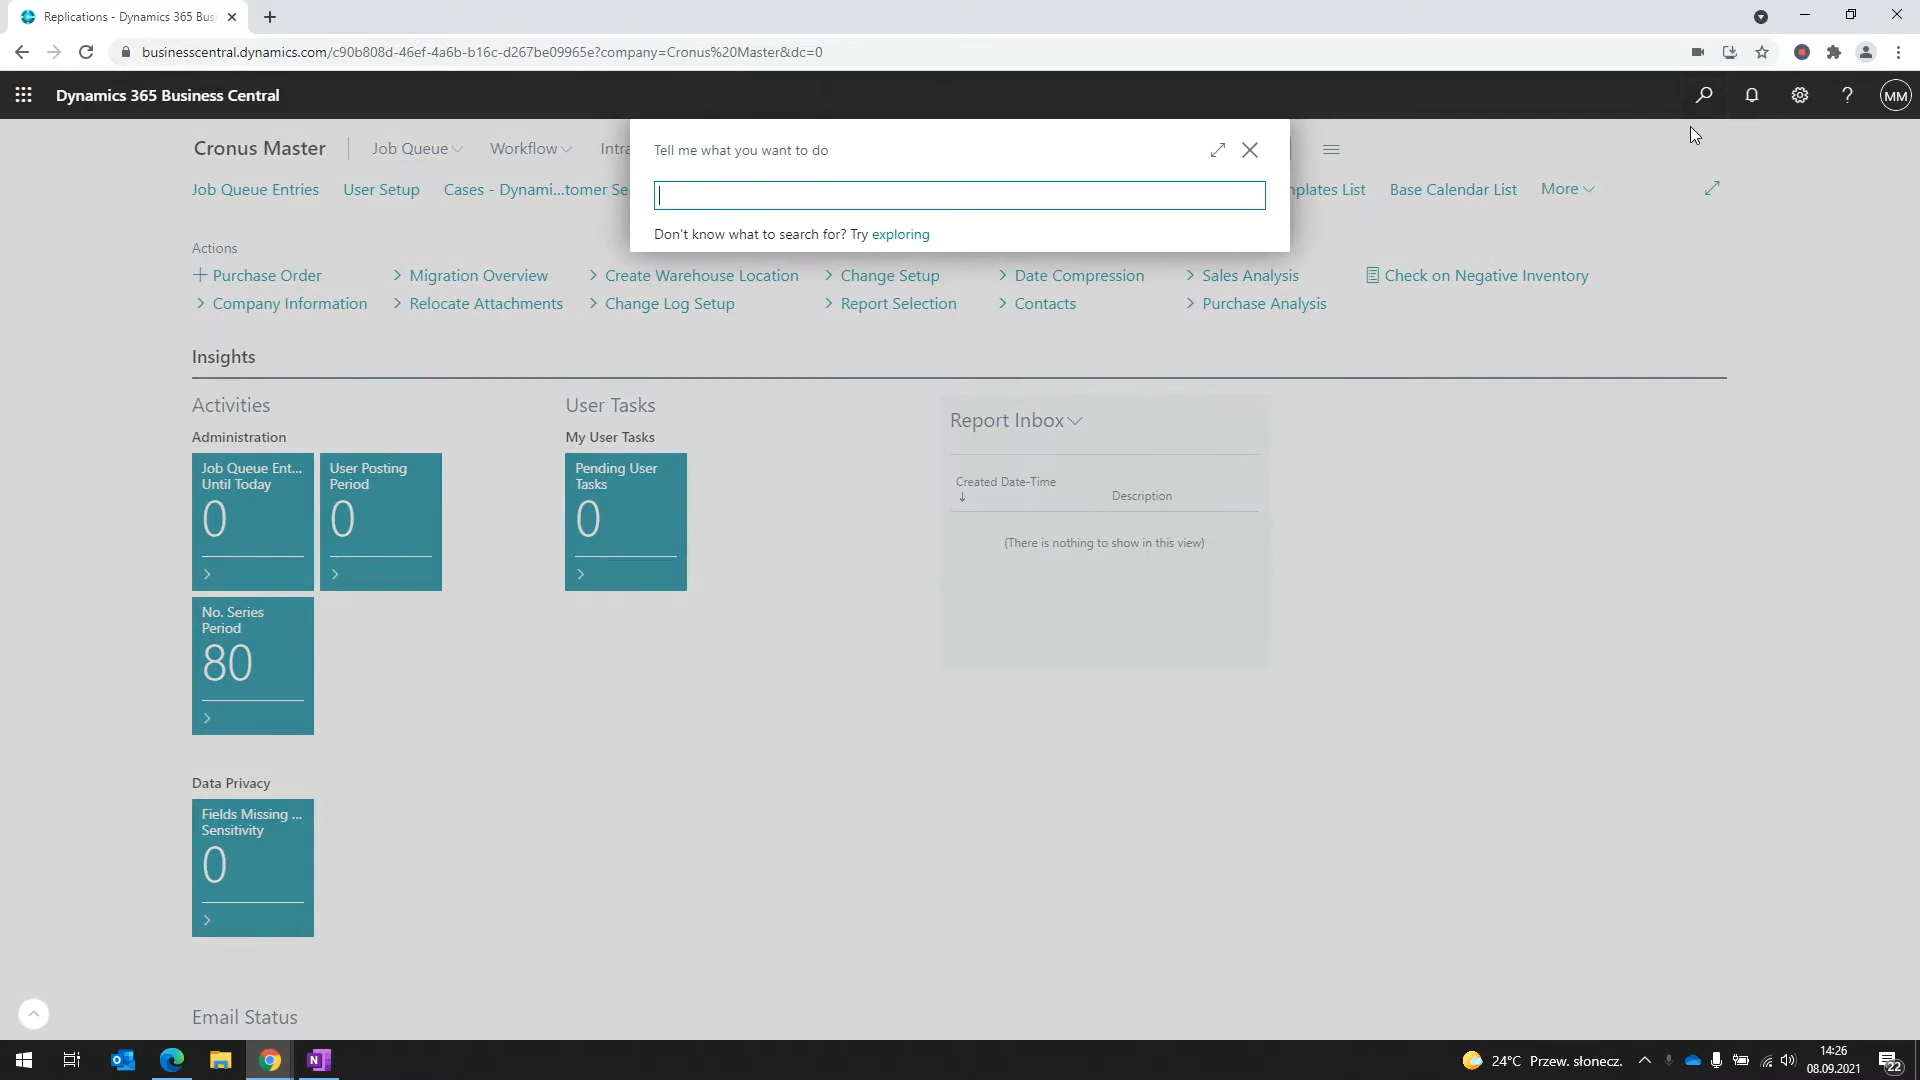 Replications - Dynamics 365 Bus
businesscentral.dynamics.com/c90b808d-46ef-4a6b-b16c-d267be09965e?company=Cronus%20Master&dc=0
Dynamics 365 Business Central
MM
Cronus Master
Job Queue
Workflow
Intra
Tell me what you want to do
Job Queue Entries
User Setup
Cases - Dynami...tomer Se
mplates List
Base Calendar List
More
Don't know what to search for? Try exploring
Actions
Purchase Order
Migration Overview
Create Warehouse Location
Change Setup
Date Compression
Sales Analysis
Check on Negative Inventory
Company Information
Relocate Attachments
Change Log Setup
Report Selection
Contacts
Purchase Analysis
Insights
Activities
Administration
Job Queue Ent...
Until Today
0
User Posting
Period
0
No. Series
Period
80
User Tasks
My User Tasks
Pending User
Tasks
0
Report Inbox
Created Date-Time
Description
(There is nothing to show in this view)
Data Privacy
Fields Missing ...
Sensitivity
0
Email Status
24°C Przew. słonecz.
14:26
08.09.2021
22